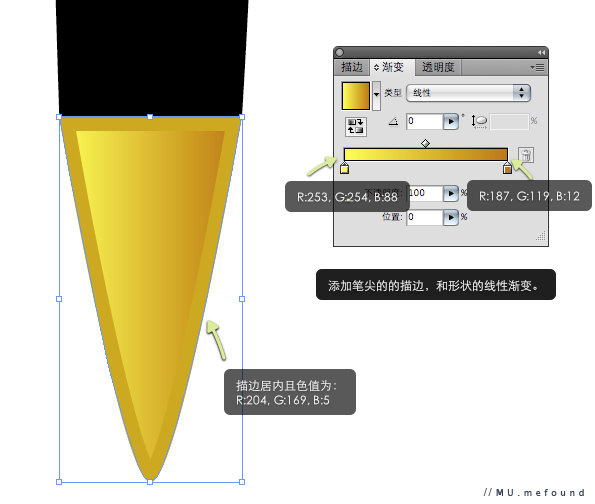 描边 渐变 透明度
类型 线性
0 °
%
R:253, G:254, B:88
R:187, G:119, B:12
100 %
位置: 0 %
添加笔尖的的描边，和形状的线性渐变。
描边居内且色值为：
R:204, G:169, B:5
//MU.mefound